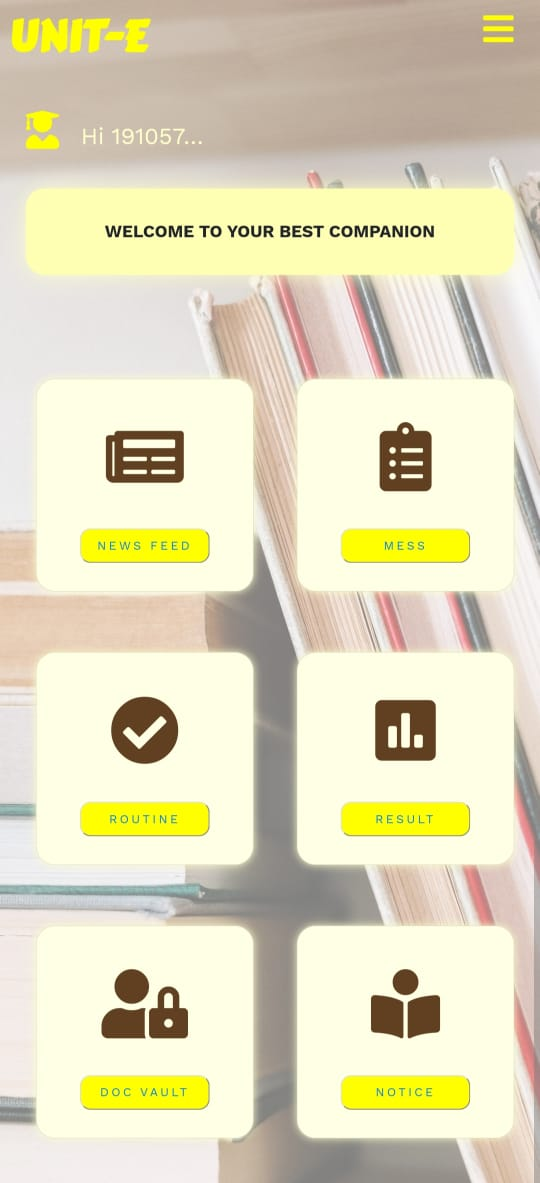 UNIT-E
Hi 191057...
WELCOME TO YOUR BEST COMPANION
NEWS FEED
MESS
ROUTINE
RESULT
DOC VAULT
NOTICE